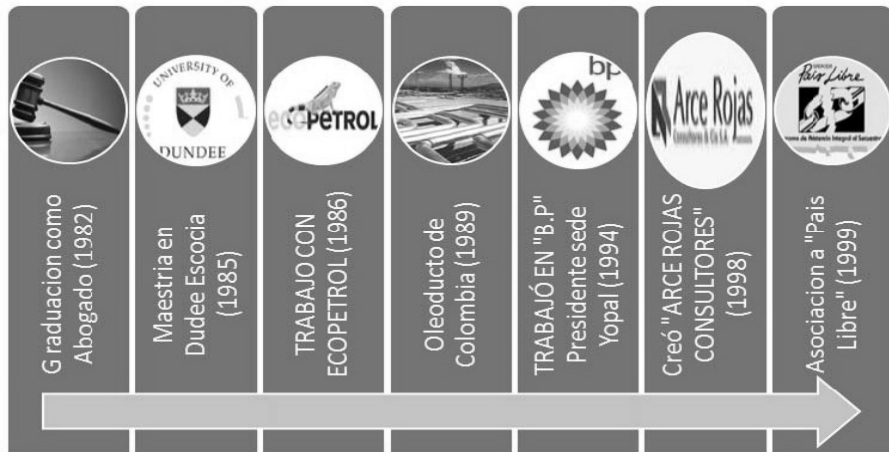 UNIVERSITY OF
DUNDEE
ecoPETROL
bp
Arce Rojas
Consultores & Cia S.A.
País Libre
G raduacion como
Abogado (1982)
Maestria en
Dudee Escocia
(1985)
TRABAJO CON
ECOPETROL (1986)
Oleoducto de
Colombia (1989)
TRABAJÓ EN "B.P"
Presidente sede
Yopal (1994)
Creó "ARCE ROJAS
CONSULTORES"
(1998)
Asociacion a "Pais
Libre" (1999)